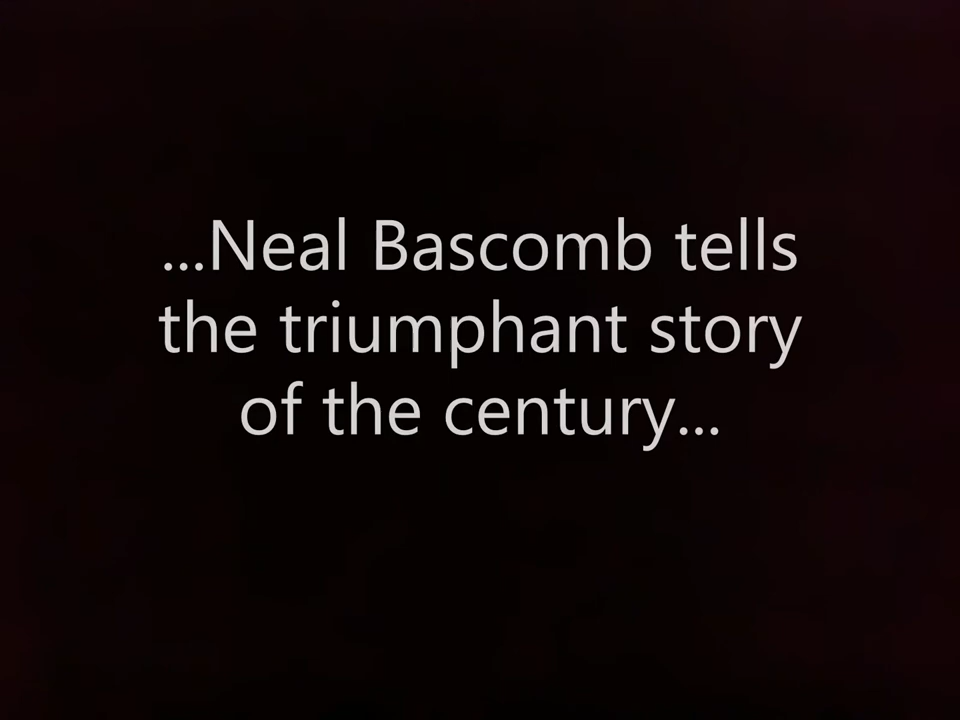 ...Neal Bascomb tells
the triumphant story
of the century...